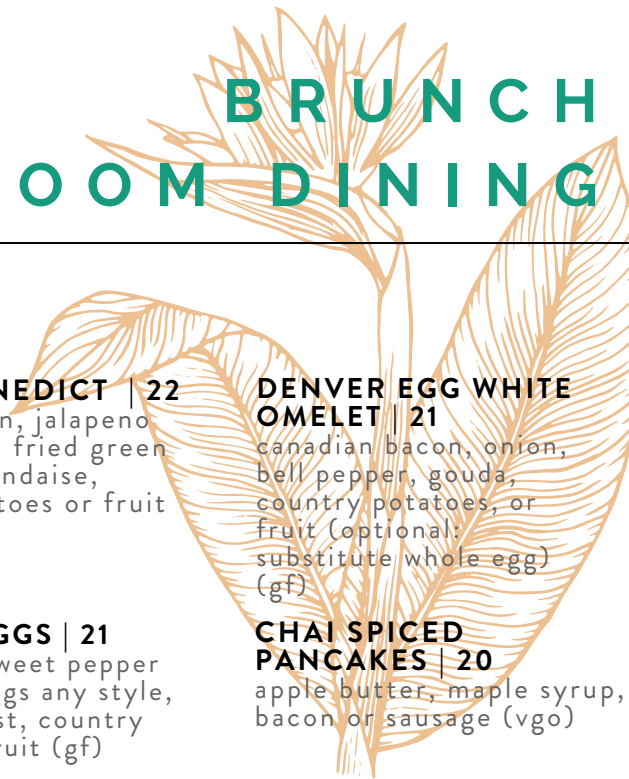 BRUNCH
OOM DINING
NEDICT | 22
n, jalapeno
fried green
ndaise,
toes or fruit
DENVER EGG WHITE
OMELET | 21
canadian bacon, onion,
bell pepper, gouda,
country potatoes, or
fruit (optional:
substitute whole egg)
(gf)
GGS | 21
weet pepper
gs any style,
st, country
ruit (gf)
CHAI SPICED
PANCAKES | 20
apple butter, maple syrup,
bacon or sausage (vgo)